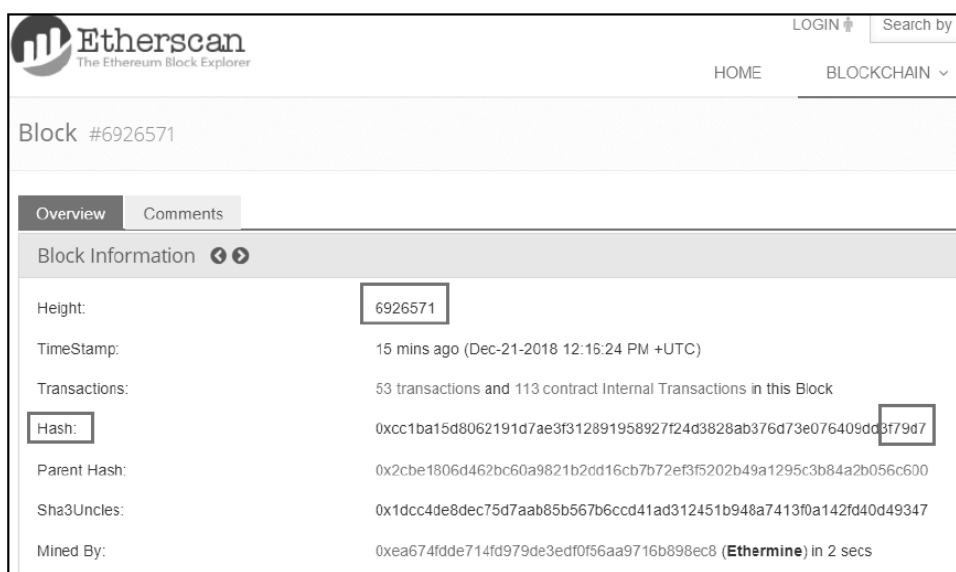 LOGIN Search by
Etherscan
The Ethereum Block Explorer
HOME BLOCKCHAIN
Block #6926571
Overview Comments
Block Information
Height: 6926571
TimeStamp: 15 mins ago (Dec-21-2018 12:16:24 PM +UTC)
Transactions: 53 transactions and 113 contract Internal Transactions in this Block
Hash: 0xcc1ba15d8062191d7ae3f312891958927f24d3828ab376d73e076409dd3f79d7
Parent Hash: 0x2cbe1806d462bc60a9821b2dd16cb7b72ef3f5202b49a1295c3b84a2b056c600
Sha3Uncles: 0x1dcc4de8dec75d7aab85b567b6ccd41ad312451b948a7413f0a142fd40d49347
Mined By: 0xea674fdde714fd979de3edf0f56aa9716b898ec8 (Ethermine) in 2 secs